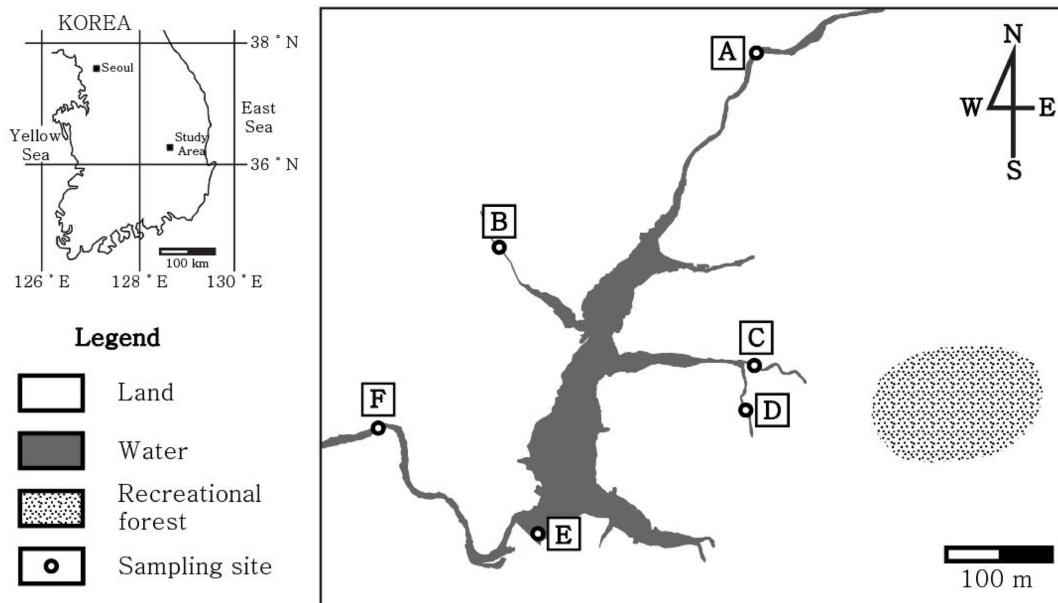 KOREA
38° N
Seoul
East
Sea
Yellow
Sea
Study
Area
36° N
100 km
126° E
128° E
130° E
Legend
Land
Water
Recreational
forest
Sampling site
A
B
C
D
E
F
N
W
E
S
100 m